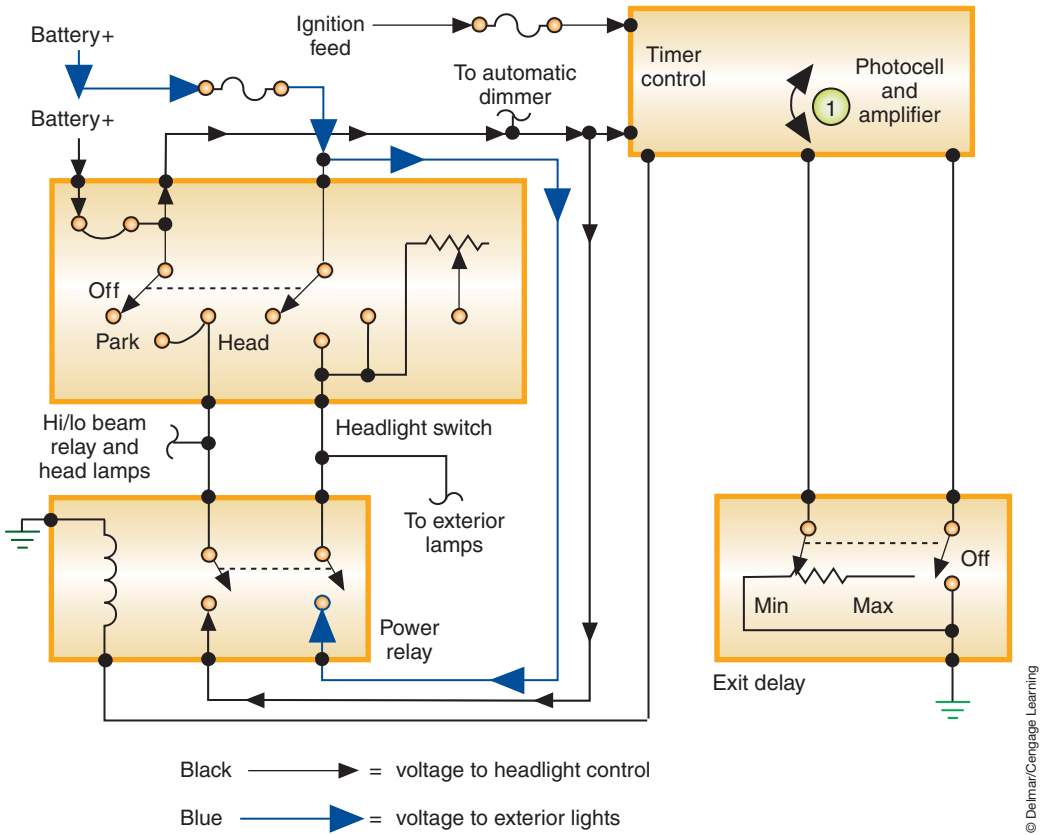 Battery+
Ignition
feed
Battery+
To automatic
dimmer
Timer
control
Photocell
and
amplifier
1
Off
Park
Head
Headlight switch
Hi/lo beam
relay and
head lamps
To exterior
lamps
Power
relay
Off
Min
Max
Exit delay
Black = voltage to headlight control
Blue = voltage to exterior lights
© Delmar/Cengage Learning